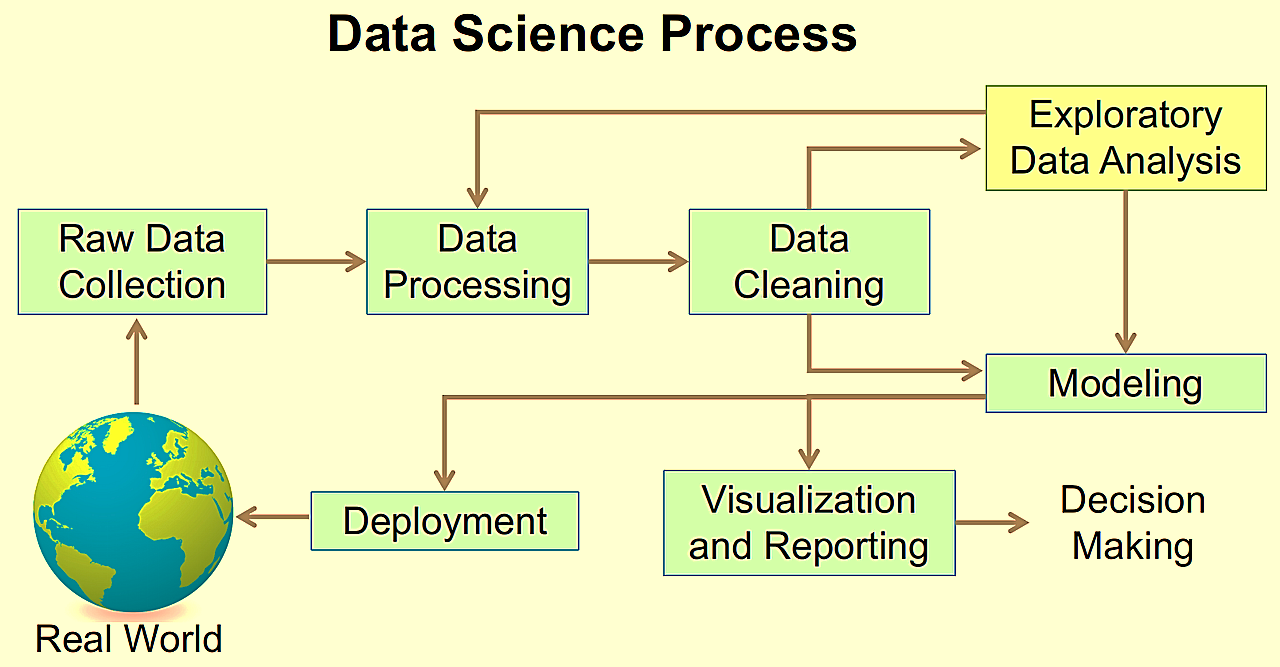 Data Science Process
Exploratory
Data Analysis
Raw Data
Collection
Data
Processing
Data
Cleaning
Modeling
Deployment
Visualization
and Reporting
Decision
Making
Real World